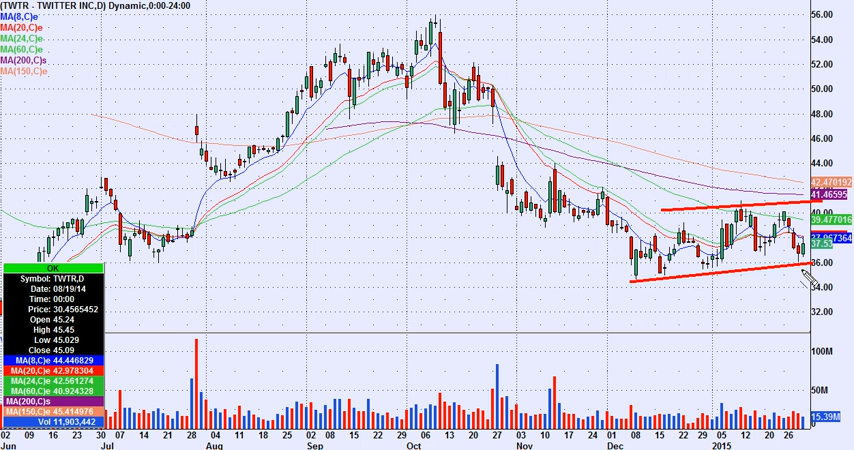 (TWTR - TWITTER INC,D) Dynamic,0:00-24:00
MA(8,C)e
MA(20,C)e
MA(24,C)e
MA(60,C)e
MA(200,C)s
MA(150,C)e
56.00
54.00
52.00
50.00
48.00
46.00
44.00
42.470192
41.46595
40.00
39.477016
37.53
36.00
34.00
32.00
100M
50M
15.39M
0
OK
Symbol: TWTR,D
Date: 08/19/14
Time: 00:00
Price: 30.4565452
Open 45.24
High 45.45
Low 45.029
Close 45.09
MA(8,C)e 44.446829
MA(20,C)e 42.978304
MA(24,C)e 42.561274
MA(60,C)e 40.924328
MA(200,C)s
MA(150,C)e 45.414976
Vol 11,903,442
02 09 16 23 30 07 14 21 28 04 11 18 25 02 08 15 22 29 06 13 20 27 03 10 17 24 01 08 15 22 29 05 12 20 26
Jun Jul Aug Sep Oct Nov Dec 2015